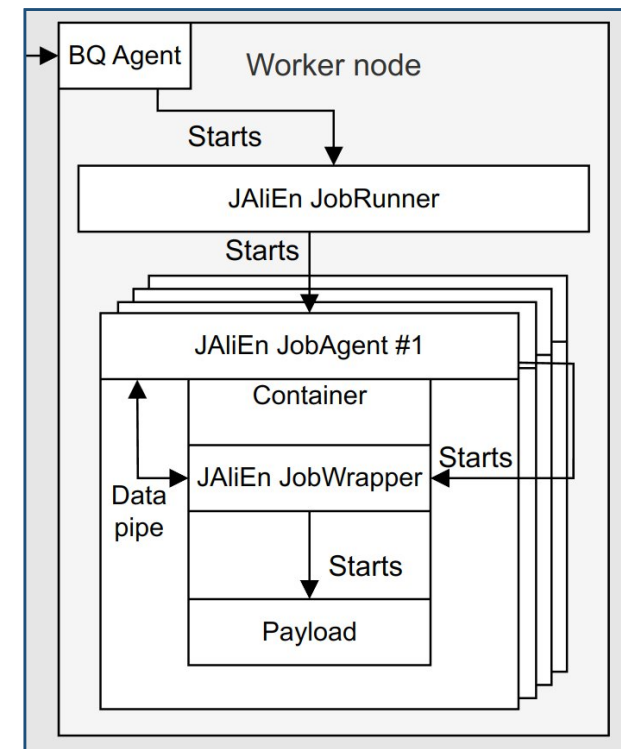 BQ Agent
Worker node
Starts
JAliEn JobRunner
Starts
JAliEn JobAgent #1
Container
JAliEn JobWrapper
Starts
Data
pipe
Starts
Payload